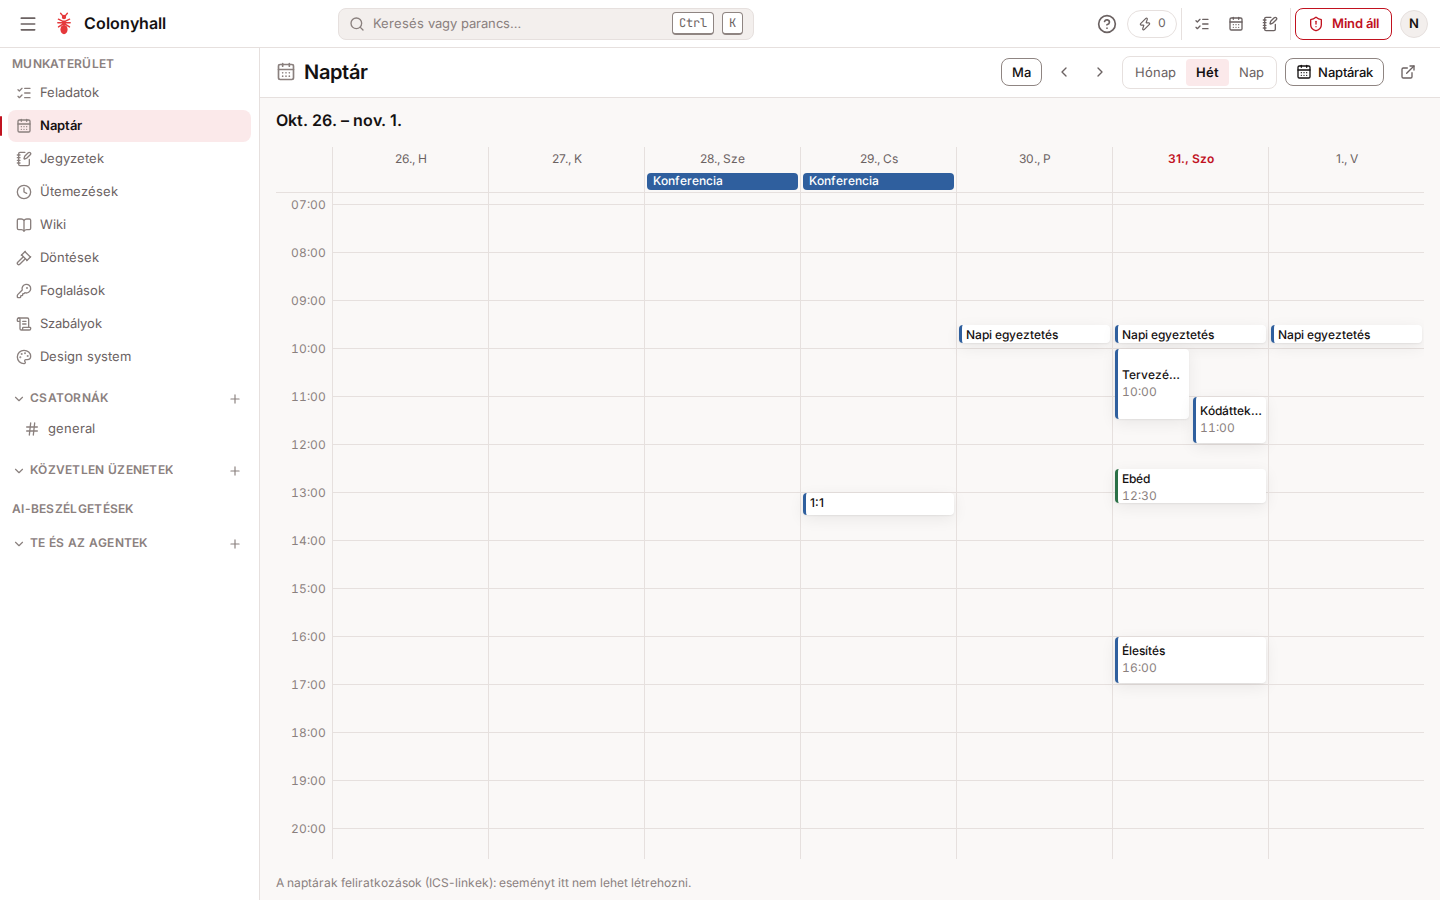 Colonyhall
Keresés vagy parancs...
Ctrl K
0
Mind áll
N
MUNKATERÜLET
Feladatok
Naptár
Jegyzetek
Ütemezések
Wiki
Döntések
Foglalások
Szabályok
Design system
CSATORNÁK
general
KÖZVETLEN ÜZENETEK
AI-BESZÉLGETÉSEK
TE ÉS AZ AGENTEK
Naptár
Ma
Hónap Hét Nap
Naptárak
Okt. 26. – nov. 1.
26., H 27., K 28., Sze 29., Cs 30., P 31., Szo 1., V
Konferencia Konferencia
07:00
08:00
09:00
Napi egyeztetés Napi egyeztetés Napi egyeztetés
10:00
Tervezé...
10:00
11:00
Kódáttek...
11:00
12:00
Ebéd
12:30
13:00
1:1
14:00
15:00
16:00
Élesítés
16:00
17:00
18:00
19:00
20:00
A naptárak feliratkozások (ICS-linkek): eseményt itt nem lehet létrehozni.